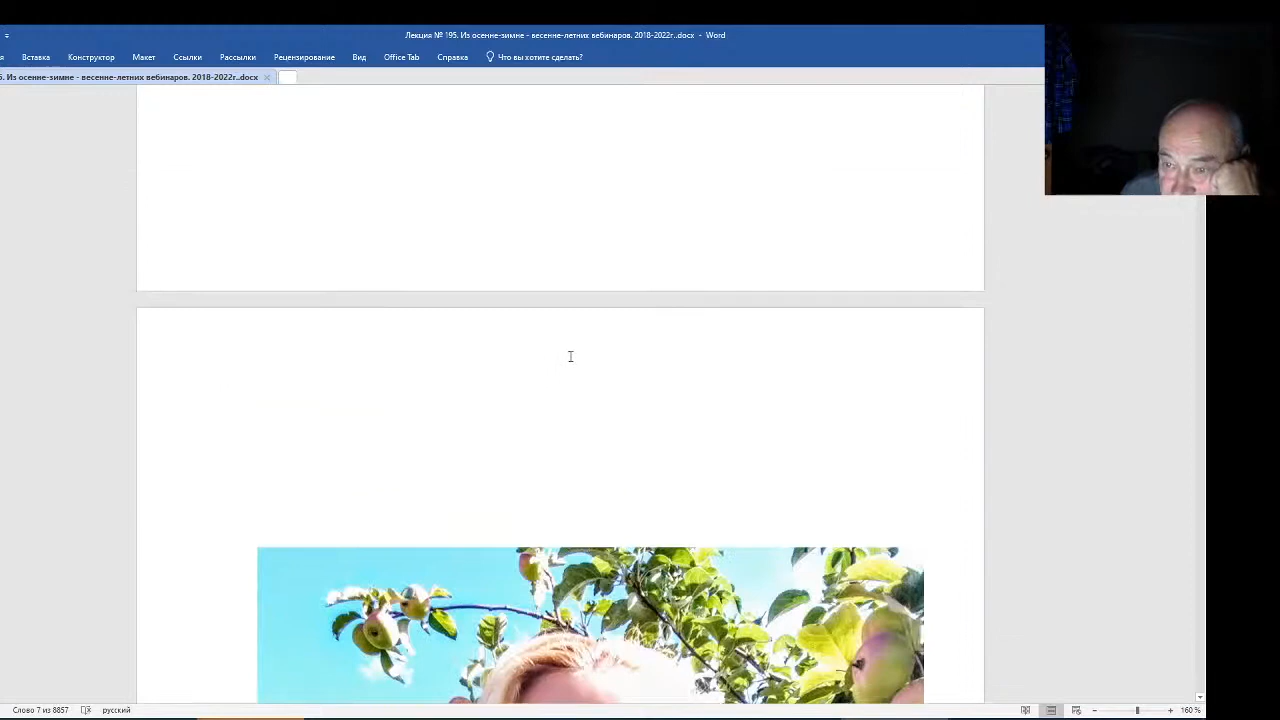 Лекция № 195. Из осенне-зимне - весенне-летних вебинаров. 2018-2022г..docx - Word
Вставка Конструктор Макет Ссылки Рассылки Рецензирование Вид Office Tab Справка Что вы хотите сделать?
5. Из осенне-зимне - весенне-летних вебинаров. 2018-2022г..docx
Слово 7 из 8857 русский 160 %